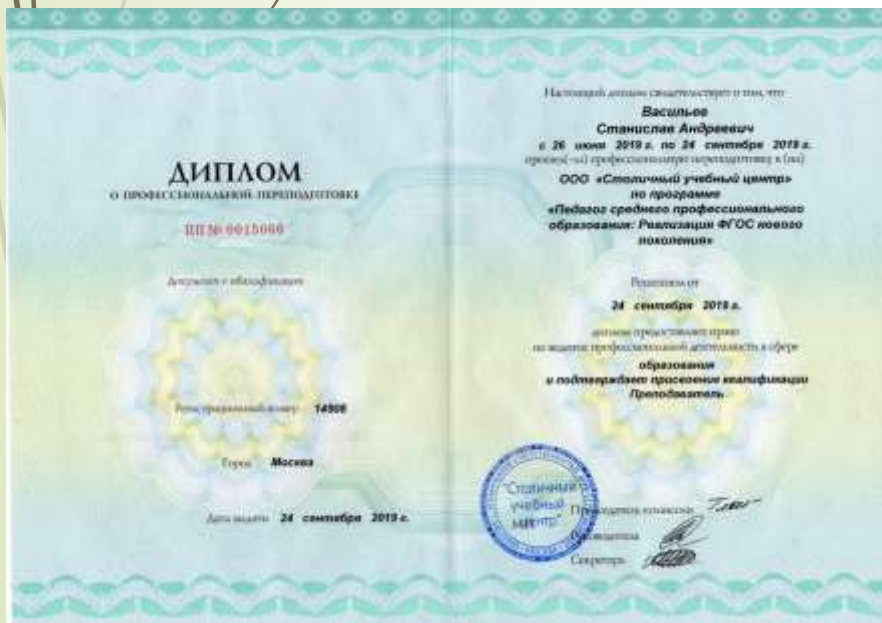 ДИПЛОМ
О ПРОФЕССИОНАЛЬНОЙ ПЕРЕПОДГОТОВКЕ
ПП № 0015000
Документ о квалификации
Регистрационный номер 14906
Город Москва
Дата выдачи 24 сентября 2019 г.
Настоящий диплом свидетельствует о том, что
Васильев
Станислав Андреевич
с 26 июня 2019 г. по 24 сентября 2019 г.
прошел(-ла) профессиональную переподготовку в (на)
ООО «Столичный учебный центр»
по программе
«Педагог среднего профессионального
образования: Реализация ФГОС нового
поколения»
Решением от
24 сентября 2019 г.
диплом предоставляет право
на ведение профессиональной деятельности в сфере
образования
и подтверждает присвоение квалификации
Преподаватель
"Столичный
учебный
центр"
Председатель комиссии
Руководитель
Секретарь